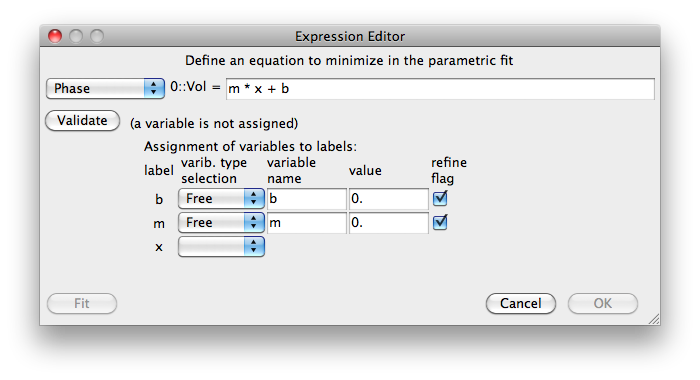 Expression Editor
Define an equation to minimize in the parametric fit
Phase 0::Vol = m * x + b
Validate (a variable is not assigned)
Assignment of variables to labels:
label varib. type selection variable name value refine flag
b Free b 0.
m Free m 0.
x
Fit Cancel OK